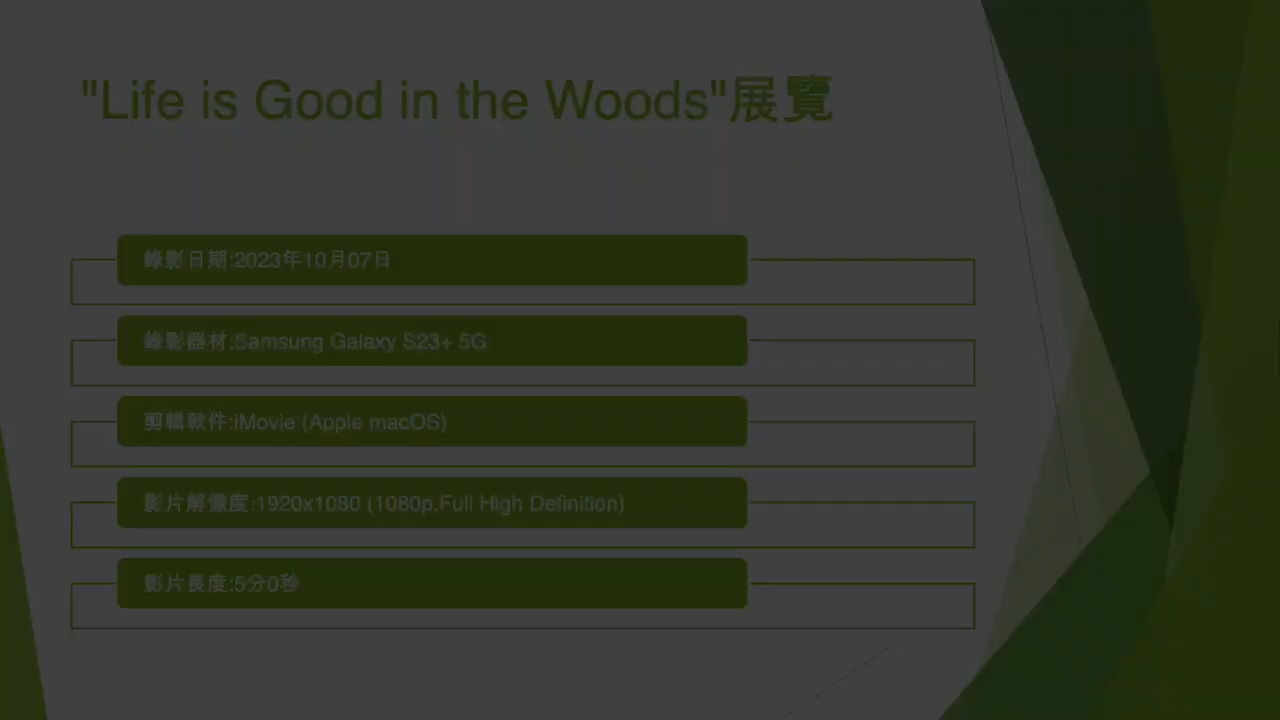 "Life is Good in the Woods"展覽
錄影日期:2023年10月07日
錄影器材:Samsung Galaxy S23+ 5G
剪輯軟件:iMovie (Apple macOS)
影片解像度:1920x1080 (1080p,Full High Definition)
影片長度:5分0秒